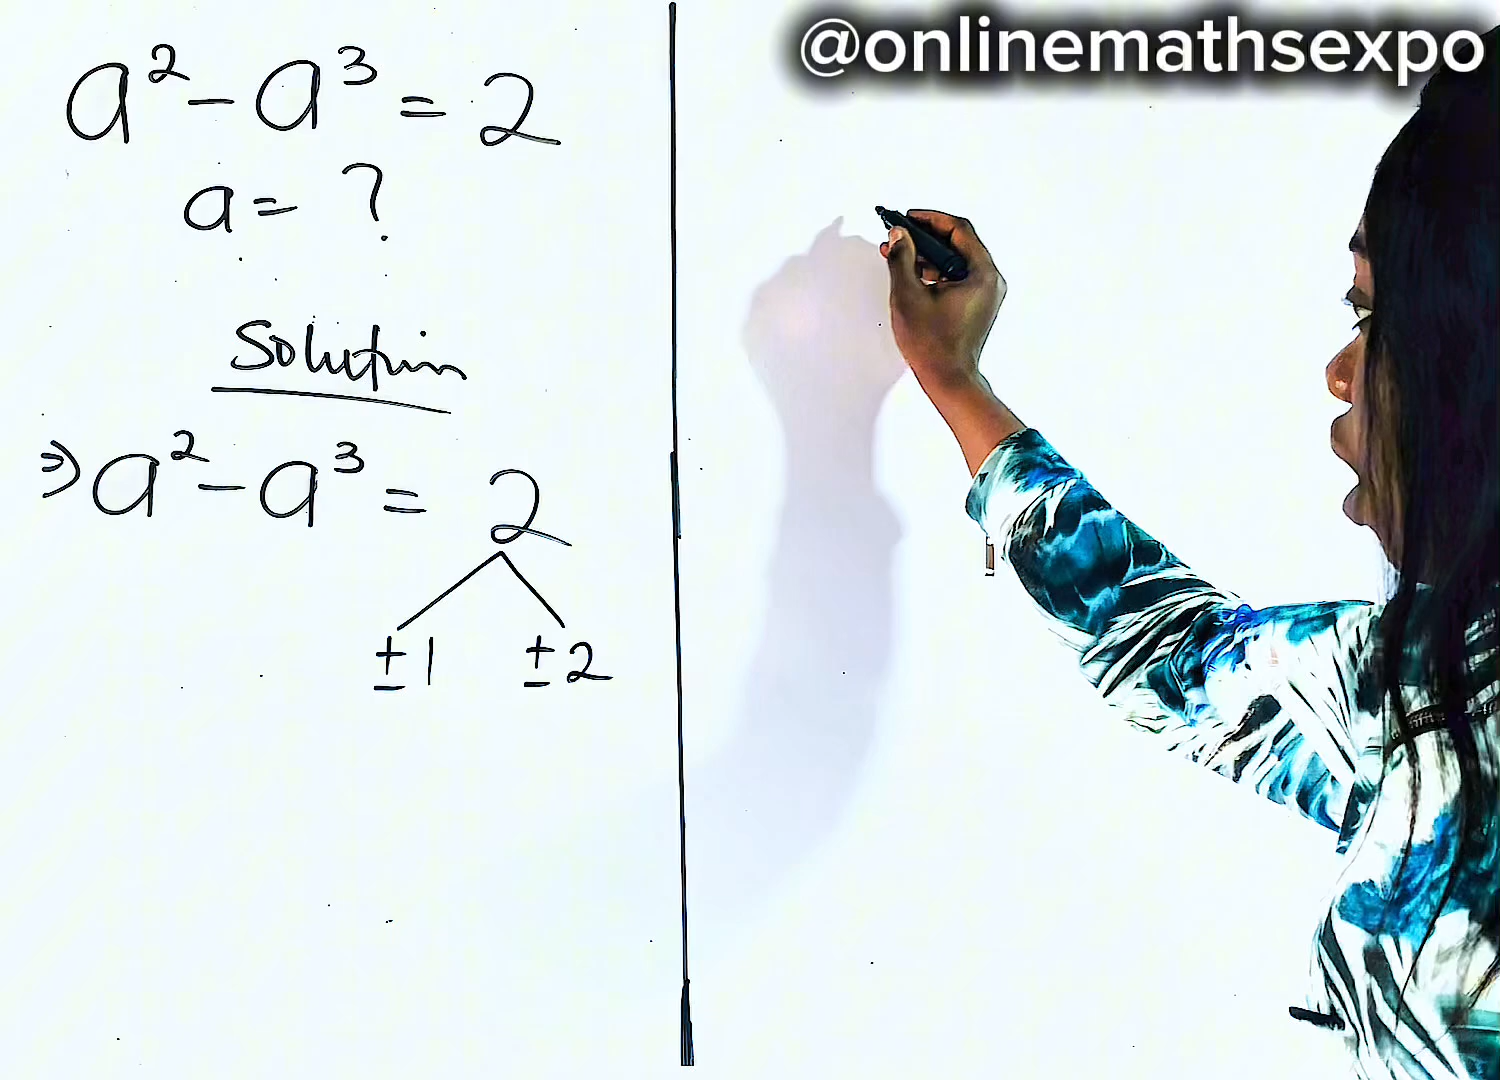 @onlinemathsexpo
a² - a³ = 2
a = ?
Solution
⇒ a² - a³ = 2
±1 ±2